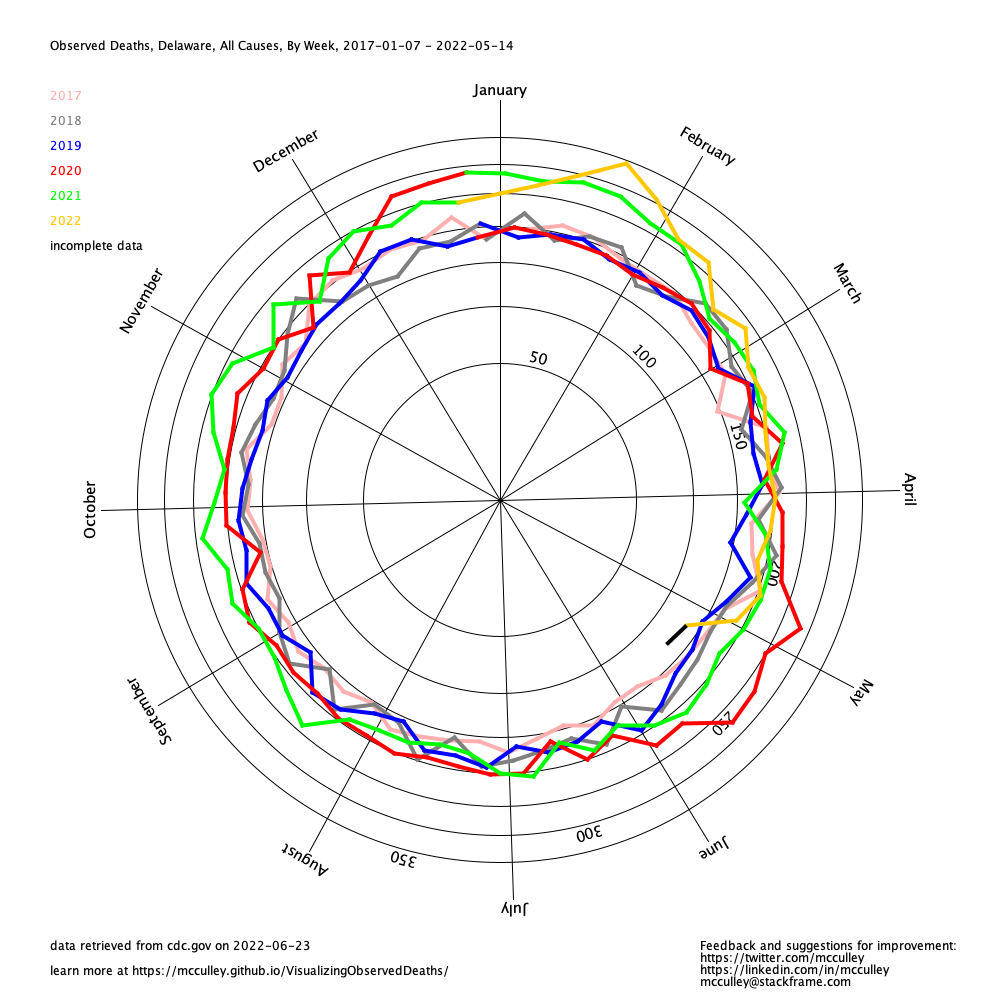 Observed Deaths, Delaware, All Causes, By Week, 2017-01-07 - 2022-05-14
January
2017
2018
2019
2020
2021
2022
incomplete data
December
February
November
March
50
100
150
October
April
200
September
May
250
300
350
August
June
July
data retrieved from cdc.gov on 2022-06-23
learn more at https://mcculley.github.io/VisualizingObservedDeaths/
Feedback and suggestions for improvement:
https://twitter.com/mcculley
https://linkedin.com/in/mcculley
mcculley@stackframe.com